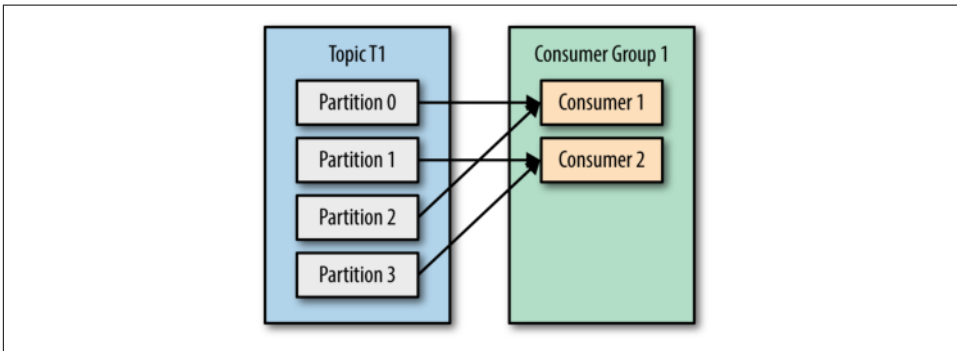 Topic T1
Partition 0
Partition 1
Partition 2
Partition 3
Consumer Group 1
Consumer 1
Consumer 2